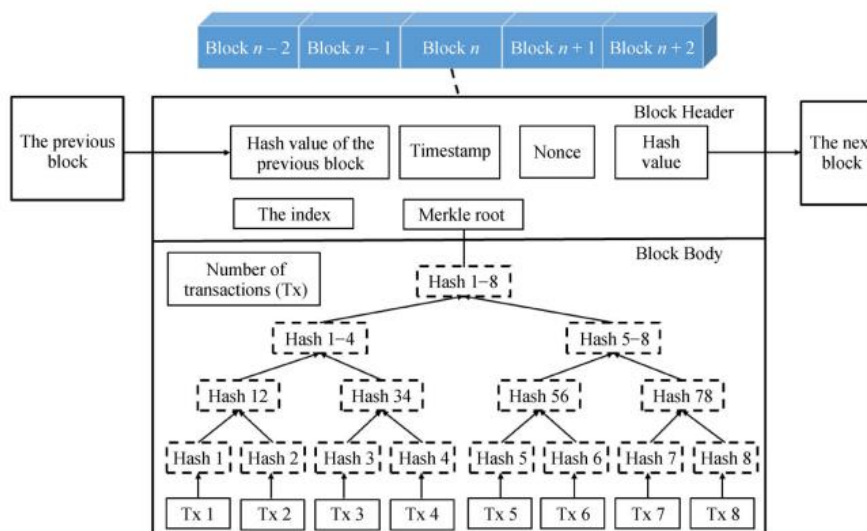 Block n − 2 Block n − 1 Block n Block n + 1 Block n + 2
Block Header
The previous
block
Hash value of the
previous block
Timestamp
Nonce
Hash
value
The next
block
The index
Merkle root
Block Body
Number of
transactions (Tx)
Hash 1−8
Hash 1−4 Hash 5−8
Hash 12 Hash 34 Hash 56 Hash 78
Hash 1 Hash 2 Hash 3 Hash 4 Hash 5 Hash 6 Hash 7 Hash 8
Tx 1 Tx 2 Tx 3 Tx 4 Tx 5 Tx 6 Tx 7 Tx 8